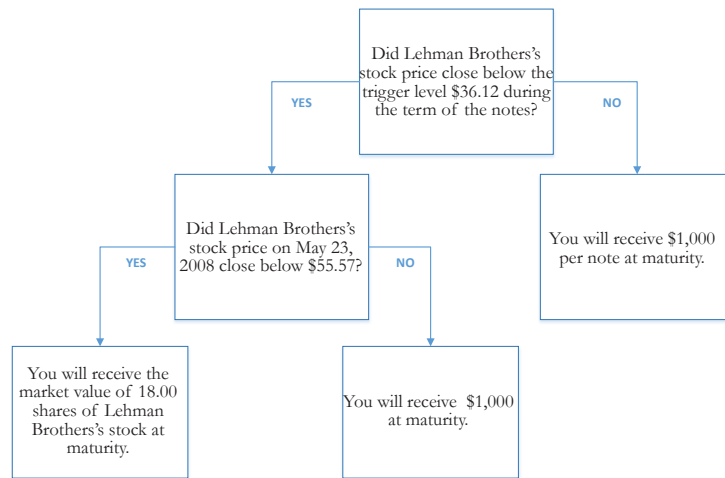 Did Lehman Brothers's
stock price close below the
trigger level $36.12 during
the term of the notes?
YES
NO
Did Lehman Brothers's
stock price on May 23,
2008 close below $55.57?
You will receive $1,000
per note at maturity.
YES
NO
You will receive the
market value of 18.00
shares of Lehman
Brothers's stock at
maturity.
You will receive $1,000
at maturity.